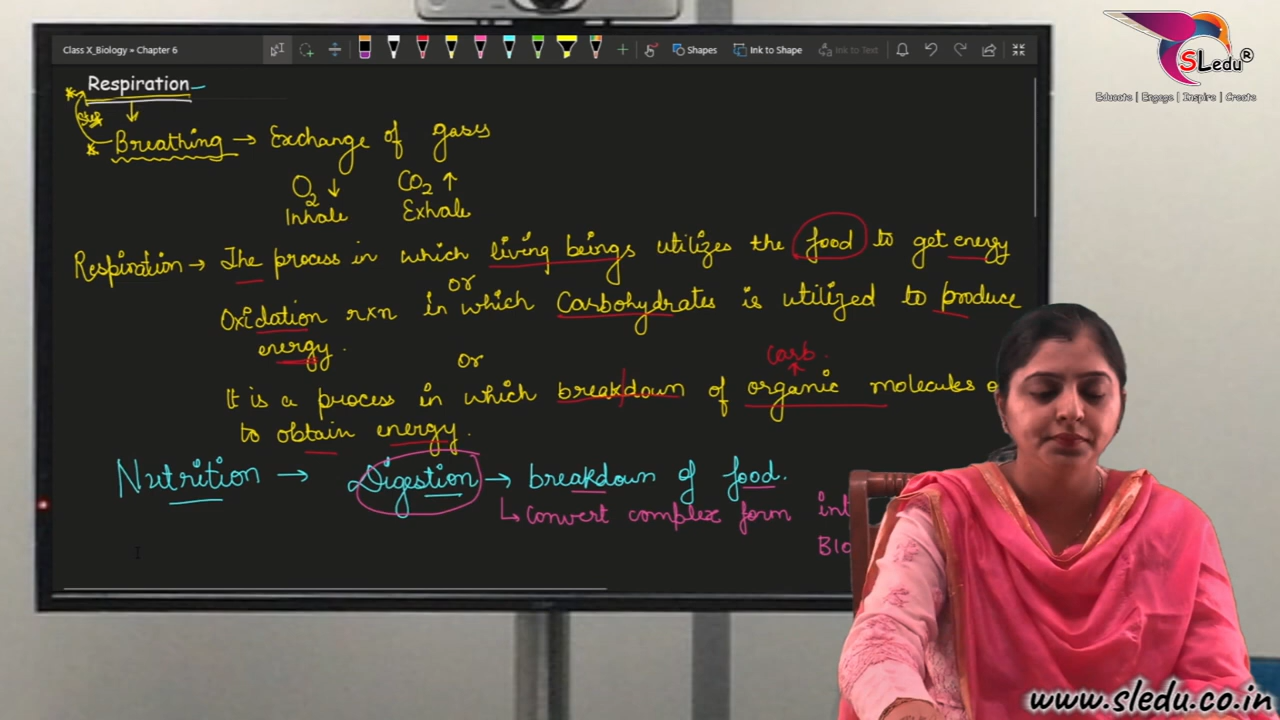 Class X_Biology » Chapter 6
Shapes
Ink to Shape
Ink to Text
SLedu®
Educate | Engage | Inspire | Create
Respiration
Step
Breathing → Exchange of gases
O2 ↓ CO2 ↑
Inhale Exhale
Respiration → The process in which living beings utilizes the food to get energy
or
Oxidation rxn in which Carbohydrates is utilized to produce
energy.
or
Carb.
It is a process in which breakdown of organic molecules
to obtain energy.
Nutrition → Digestion → breakdown of food.
↳ Convert complex form
www.sledu.co.in